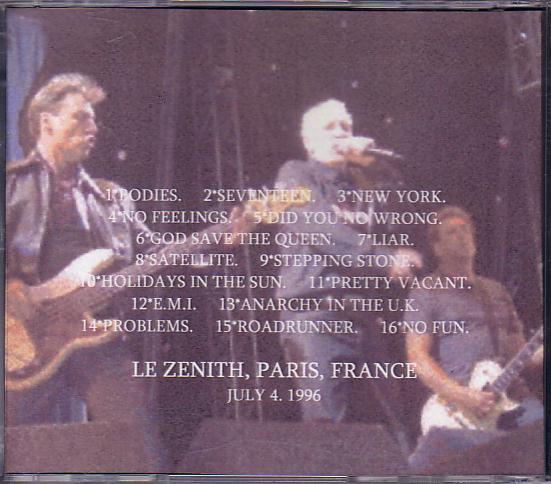 1*BODIES. 2*SEVENTEEN. 3*NEW YORK.
4*NO FEELINGS. 5*DID YOU NO WRONG.
6*GOD SAVE THE QUEEN. 7*LIAR.
8*SATELLITE. 9*STEPPING STONE.
10*HOLIDAYS IN THE SUN. 11*PRETTY VACANT.
12*E.M.I. 13*ANARCHY IN THE U.K.
14*PROBLEMS. 15*ROADRUNNER. 16*NO FUN.
LE ZENITH, PARIS, FRANCE
JULY 4. 1996